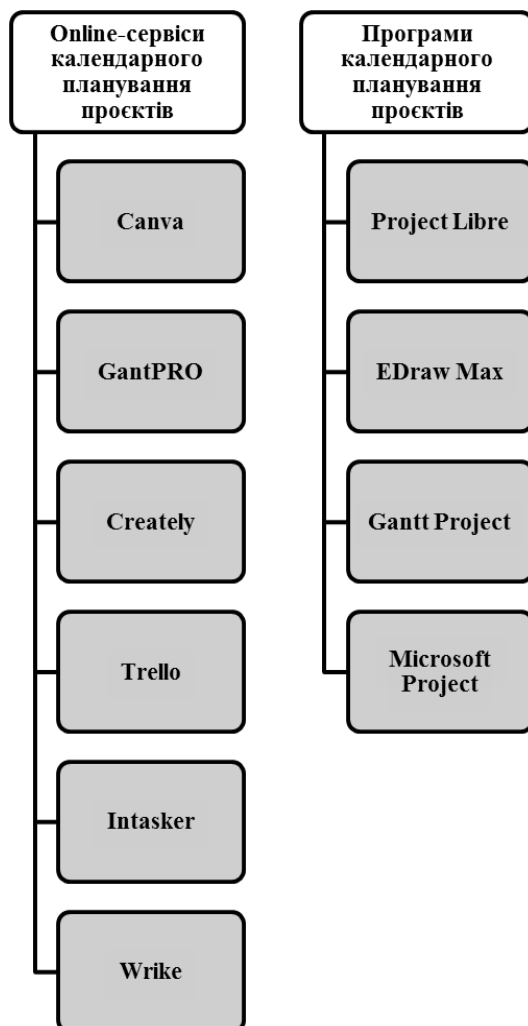 Online-сервіси
календарного
планування
проєктів
Canva
GantPRO
Creately
Trello
Intasker
Wrike
Програми
календарного
планування
проєктів
Project Libre
EDraw Max
Gantt Project
Microsoft
Project